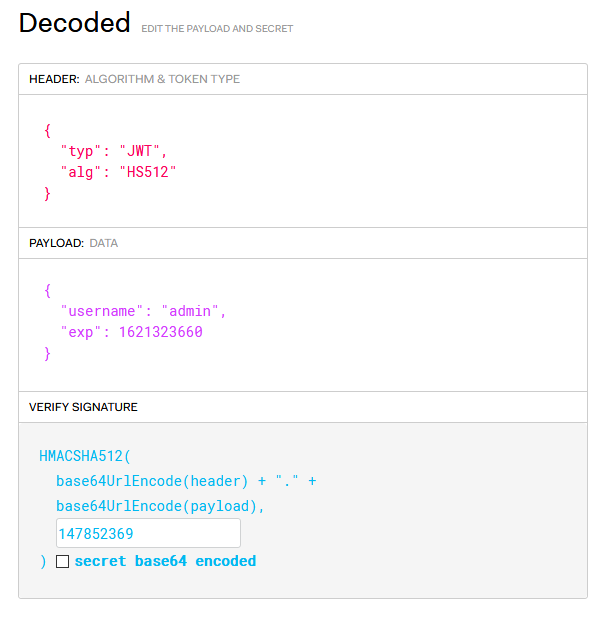 Decoded EDIT THE PAYLOAD AND SECRET
HEADER: ALGORITHM & TOKEN TYPE
{
  "typ": "JWT",
  "alg": "HS512"
}
PAYLOAD: DATA
{
  "username": "admin",
  "exp": 1621323660
}
VERIFY SIGNATURE
HMACSHA512(
  base64UrlEncode(header) + "." +
  base64UrlEncode(payload),
  147852369
) secret base64 encoded